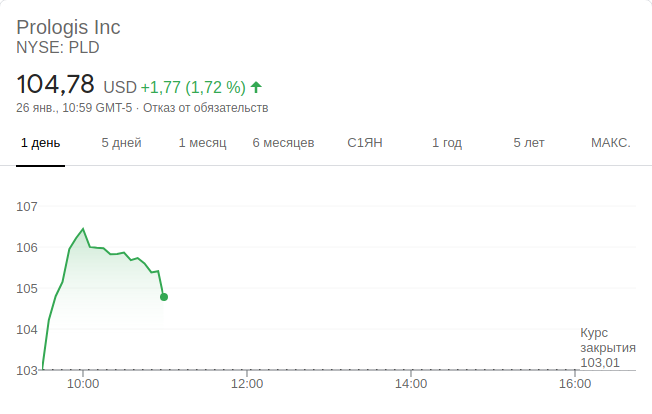 Prologis Inc
NYSE: PLD
104,78 USD +1,77 (1,72 %)
26 янв., 10:59 GMT-5 · Отказ от обязательств
1 день 5 дней 1 месяц 6 месяцев С1ЯН 1 год 5 лет МАКС.
107
106
105
104
Курс
закрытия
103,01
103
10:00 12:00 14:00 16:00